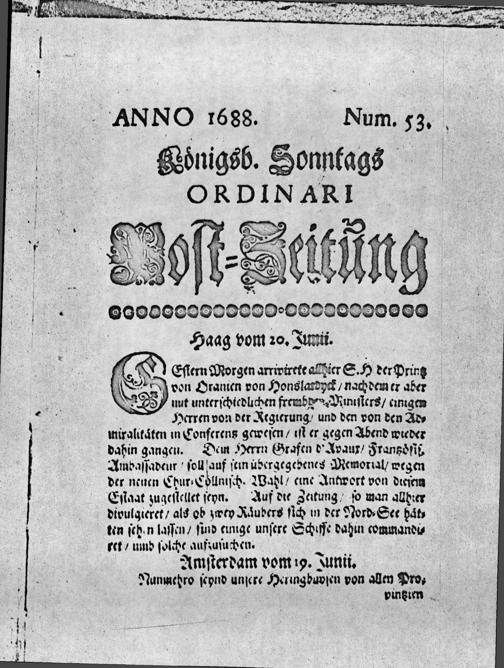 ANNO 1688. Num. 53.
Königsb. Sonntags
ORDINARI
Post-Zeitũng
Haag vom 20. Junii.
GEstern Morgen arrivirete allhier S. H der Printz
von Oranien von Honslardyck / nachdem er aber
mit unterschiedlichen frembden Ministers / einigen
Herren von der Regierung / und den von den Ad-
miralitäten in Conferentz gewesen / ist er gegen Abend wieder
dahin gangen. Dem Herrn Grafen d'Avaux / Frantzösis.
Ambassadeur / soll auf sein übergegebenes Memorial / wegen
der neuen Chur-Cöllnisch. Wahl / eine Antwort von diesem
Estaat zugestellet seyn. Auf die Zeitung / so man allhier
divulgieret / als ob zwey Räubers sich in der Nord-See hät-
ten sehen lassen / sind einige unsere Schiffe dahin commandi-
ret / umb solche aufzusuchen.
Amsterdam vom 19. Junii.
Nunmehro seynd unsere Heringbuysen von allen Pro-
vintzien